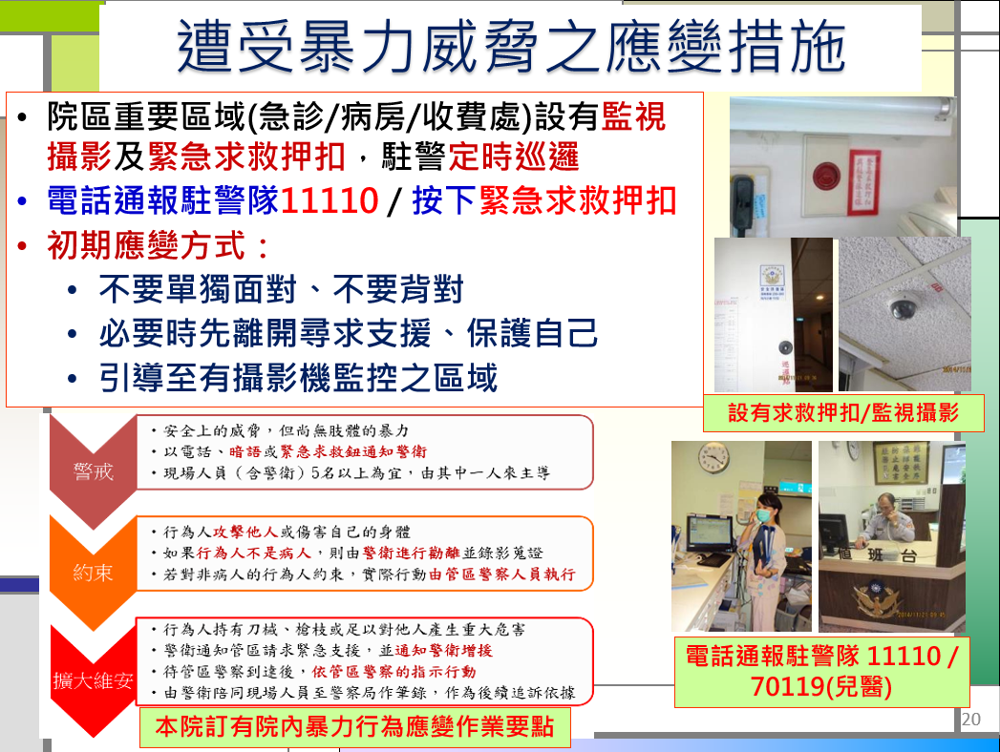 遭受暴力威脅之應變措施
• 院區重要區域(急診/病房/收費處)設有監視
攝影及緊急求救押扣，駐警定時巡邏
• 電話通報駐警隊11110 / 按下緊急求救押扣
• 初期應變方式：
• 不要單獨面對、不要背對
• 必要時先離開尋求支援、保護自己
• 引導至有攝影機監控之區域
設有求救押扣/監視攝影
警戒
・安全上的威脅，但尚無肢體的暴力
・以電話、暗語或緊急求救鈕通知警衛
・現場人員（含警衛）5名以上為宜，由其中一人來主導
約束
・行為人攻擊他人或傷害自己的身體
・如果行為人不是病人，則由警衛進行勸離並錄影蒐證
・若對非病人的行為人約束，實際行動由管區警察人員執行
擴大維安
・行為人持有刀械、槍枝或足以對他人產生重大危害
・警衛通知管區請求緊急支援，並通知警衛增援
・待管區警察到達後，依管區警察的指示行動
・由警衛陪同現場人員至警察局作筆錄，作為後續追訴依據
本院訂有院內暴力行為應變作業要點
值班台
電話通報駐警隊 11110 /
70119(兒醫)
20